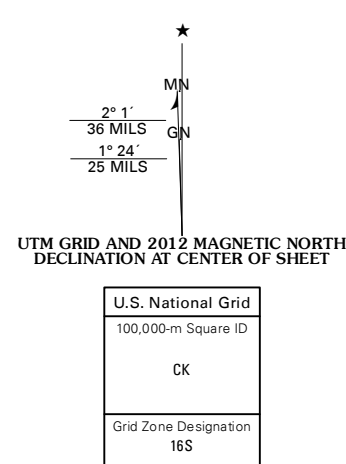 ★
MN
2° 1´
36 MILS
GN
1° 24´
25 MILS
UTM GRID AND 2012 MAGNETIC NORTH
DECLINATION AT CENTER OF SHEET
U.S. National Grid
100,000-m Square ID
CK
Grid Zone Designation
16S